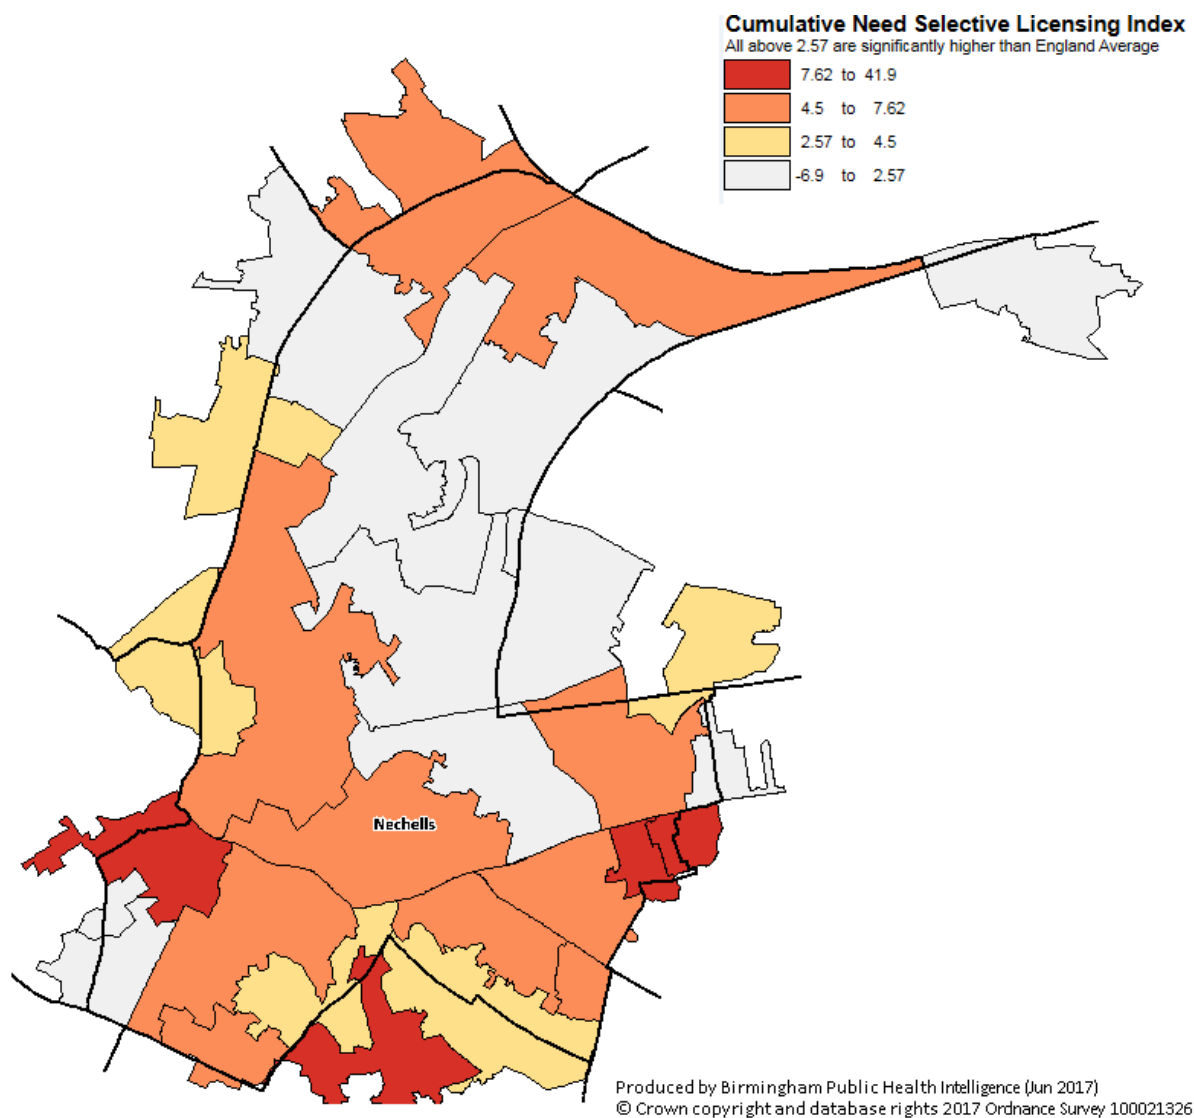 Cumulative Need Selective Licensing Index
All above 2.57 are significantly higher than England Average
7.62 to 41.9
4.5 to 7.62
2.57 to 4.5
-6.9 to 2.57
Nechells
Produced by Birmingham Public Health Intelligence (Jun 2017)
© Crown copyright and database rights 2017 Ordnance Survey 100021326